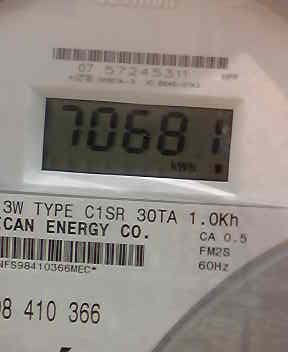 07 57245311
70681
kWh
3W TYPE C1SR 30TA 1.0Kh
CAN ENERGY CO.
CA 0.5
FM2S
60Hz
NFS98410366MEC*
98 410 366